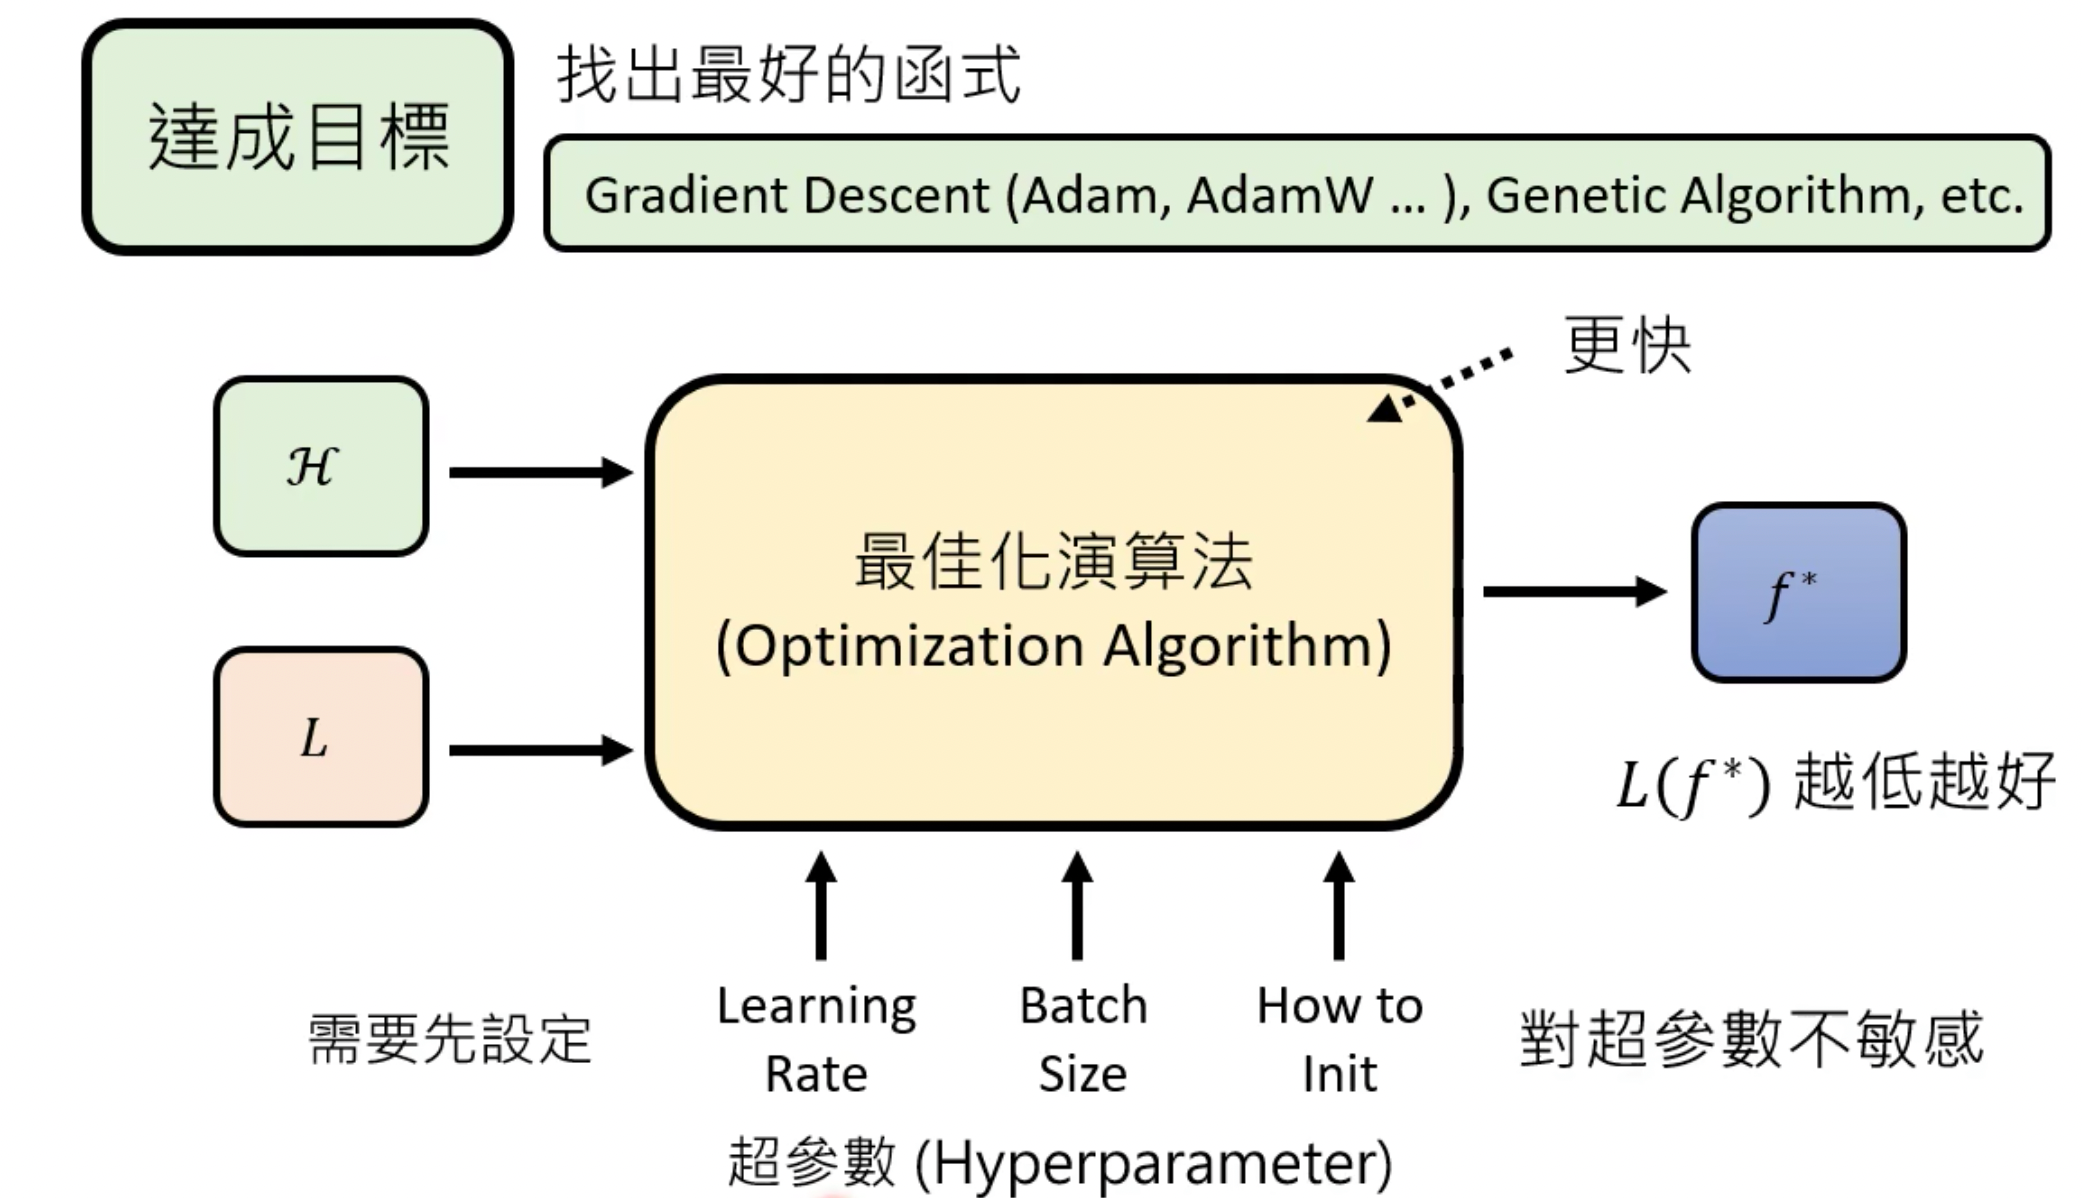 達成目標
找出最好的函式
Gradient Descent (Adam, AdamW ... ), Genetic Algorithm, etc.
更快
ℋ
L
最佳化演算法
(Optimization Algorithm)
f*
L(f*) 越低越好
需要先設定
Learning
Rate
Batch
Size
How to
Init
對超參數不敏感
超參數 (Hyperparameter)